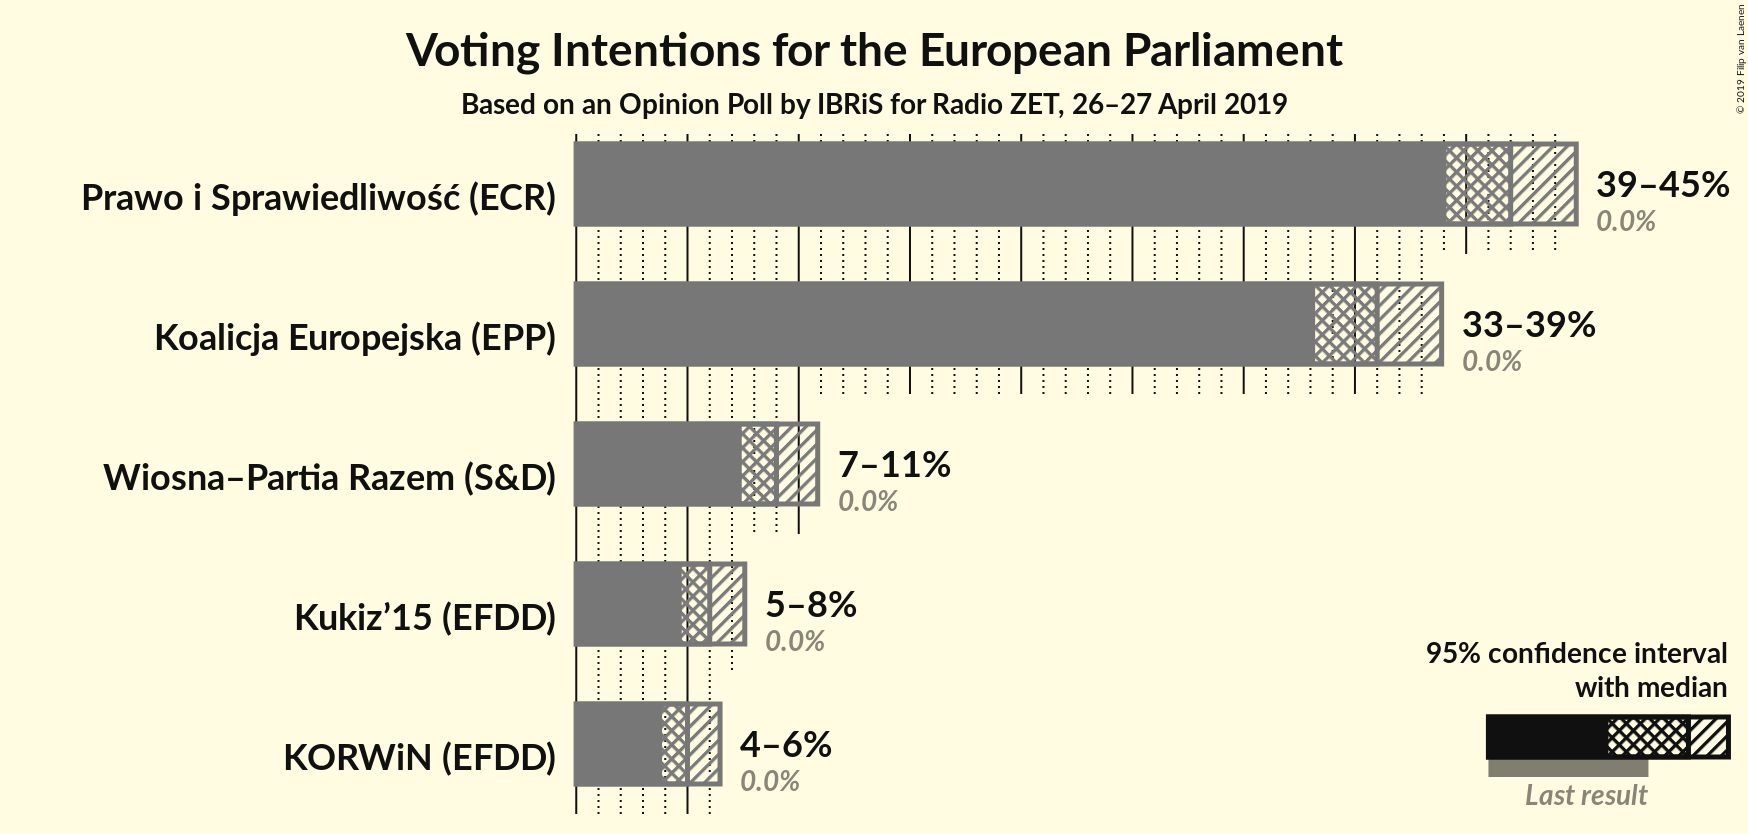 Voting Intentions for the European Parliament
Based on an Opinion Poll by IBRiS for Radio ZET, 26–27 April 2019
© 2019 Filip van Laenen
Prawo i Sprawiedliwość (ECR)
39–45%
0.0%
Koalicja Europejska (EPP)
33–39%
0.0%
Wiosna–Partia Razem (S&D)
7–11%
0.0%
Kukiz’15 (EFDD)
5–8%
0.0%
KORWiN (EFDD)
4–6%
0.0%
95% confidence interval
with median
Last result